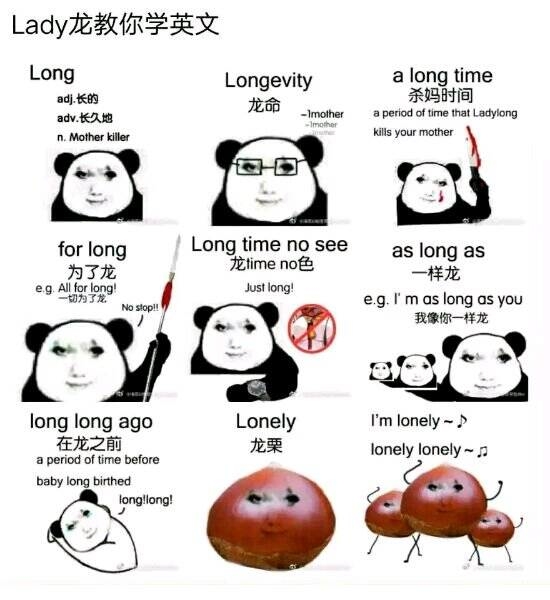 Lady龙教你学英文
Long
adj.长的
adv.长久地
n. Mother killer
Longevity
龙命
-1mother
-1mother
a long time
杀妈时间
a period of time that Ladylong
kills your mother
for long
为了龙
e.g. All for long!
一切为了龙
No stop!!
Long time no see
龙time no色
Just long!
as long as
一样龙
e.g. I' m as long as you
我像你一样龙
long long ago
在龙之前
a period of time before
baby long birthed
long!long!
Lonely
龙栗
I'm lonely～♪
lonely lonely～♫